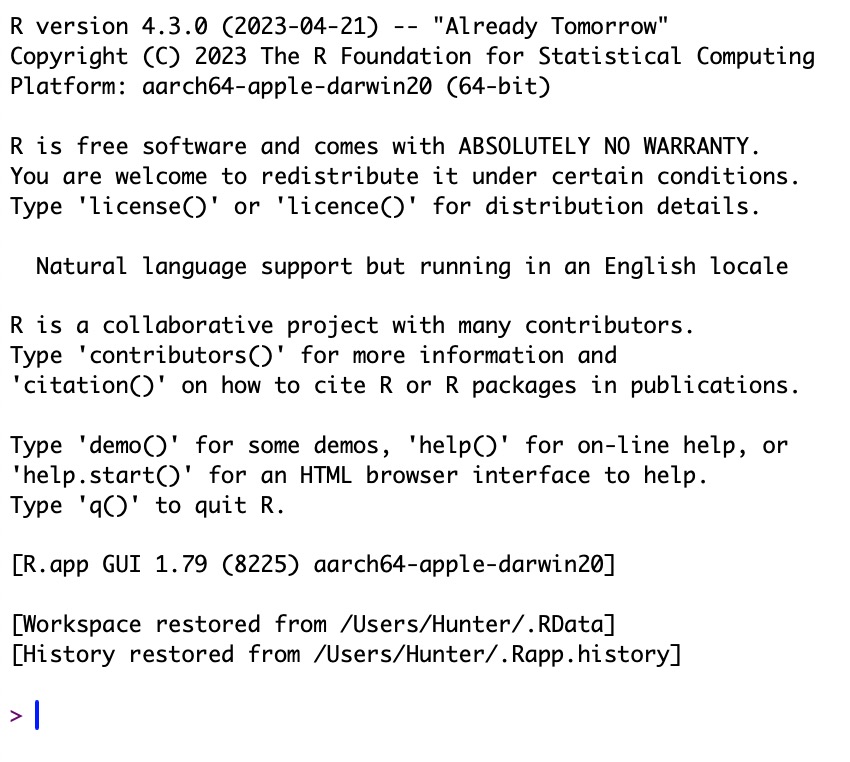 R version 4.3.0 (2023-04-21) -- "Already Tomorrow"
Copyright (C) 2023 The R Foundation for Statistical Computing
Platform: aarch64-apple-darwin20 (64-bit)
R is free software and comes with ABSOLUTELY NO WARRANTY.
You are welcome to redistribute it under certain conditions.
Type 'license()' or 'licence()' for distribution details.
Natural language support but running in an English locale
R is a collaborative project with many contributors.
Type 'contributors()' for more information and
'citation()' on how to cite R or R packages in publications.
Type 'demo()' for some demos, 'help()' for on-line help, or
'help.start()' for an HTML browser interface to help.
Type 'q()' to quit R.
[R.app GUI 1.79 (8225) aarch64-apple-darwin20]
[Workspace restored from /Users/Hunter/.RData]
[History restored from /Users/Hunter/.Rapp.history]
>